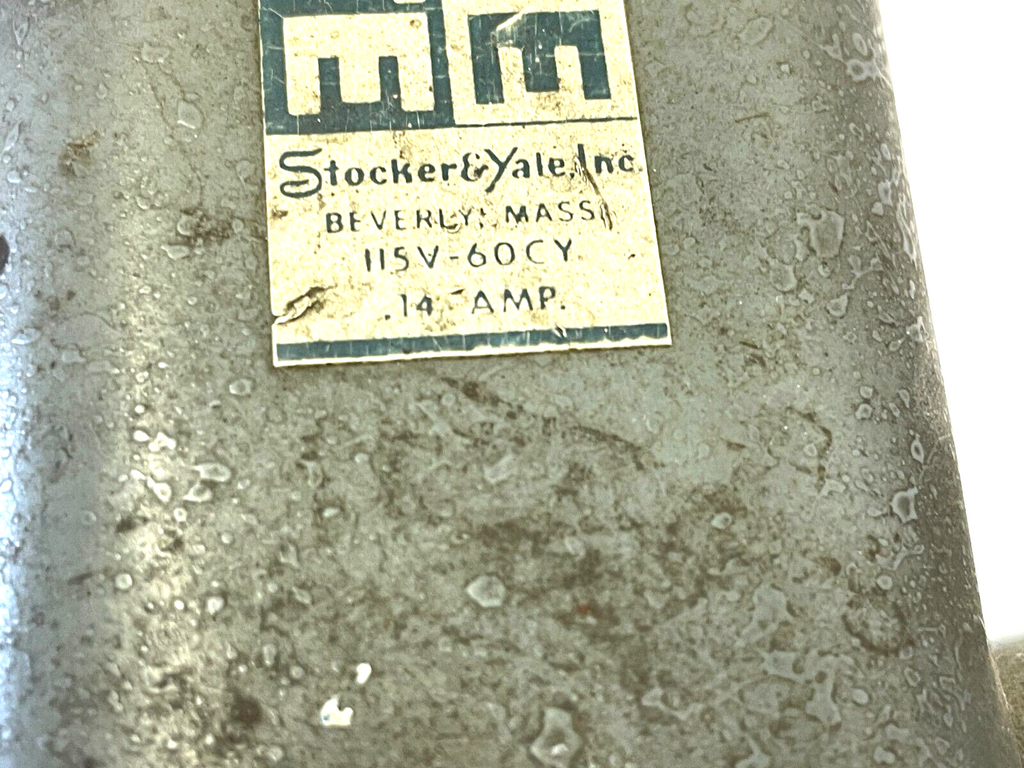 Stocker & Yale, Inc.
BEVERLY, MASS.
115V-60CY.
.14 AMP.